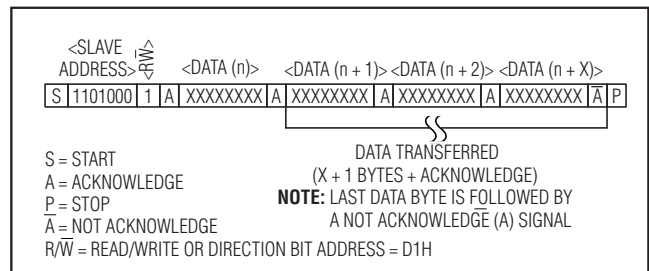 <SLAVE ADDRESS> <RW̅> <DATA (n)> <DATA (n + 1)> <DATA (n + 2)> <DATA (n + X)>
S 1101000 1 A XXXXXXXX A XXXXXXXX A XXXXXXXX A XXXXXXXX A̅ P
S = START
A = ACKNOWLEDGE
P = STOP
A̅ = NOT ACKNOWLEDGE
R/W̅ = READ/WRITE OR DIRECTION BIT ADDRESS = D1H
DATA TRANSFERRED
(X + 1 BYTES + ACKNOWLEDGE)
NOTE: LAST DATA BYTE IS FOLLOWED BY
A NOT ACKNOWLEDGE (A̅) SIGNAL